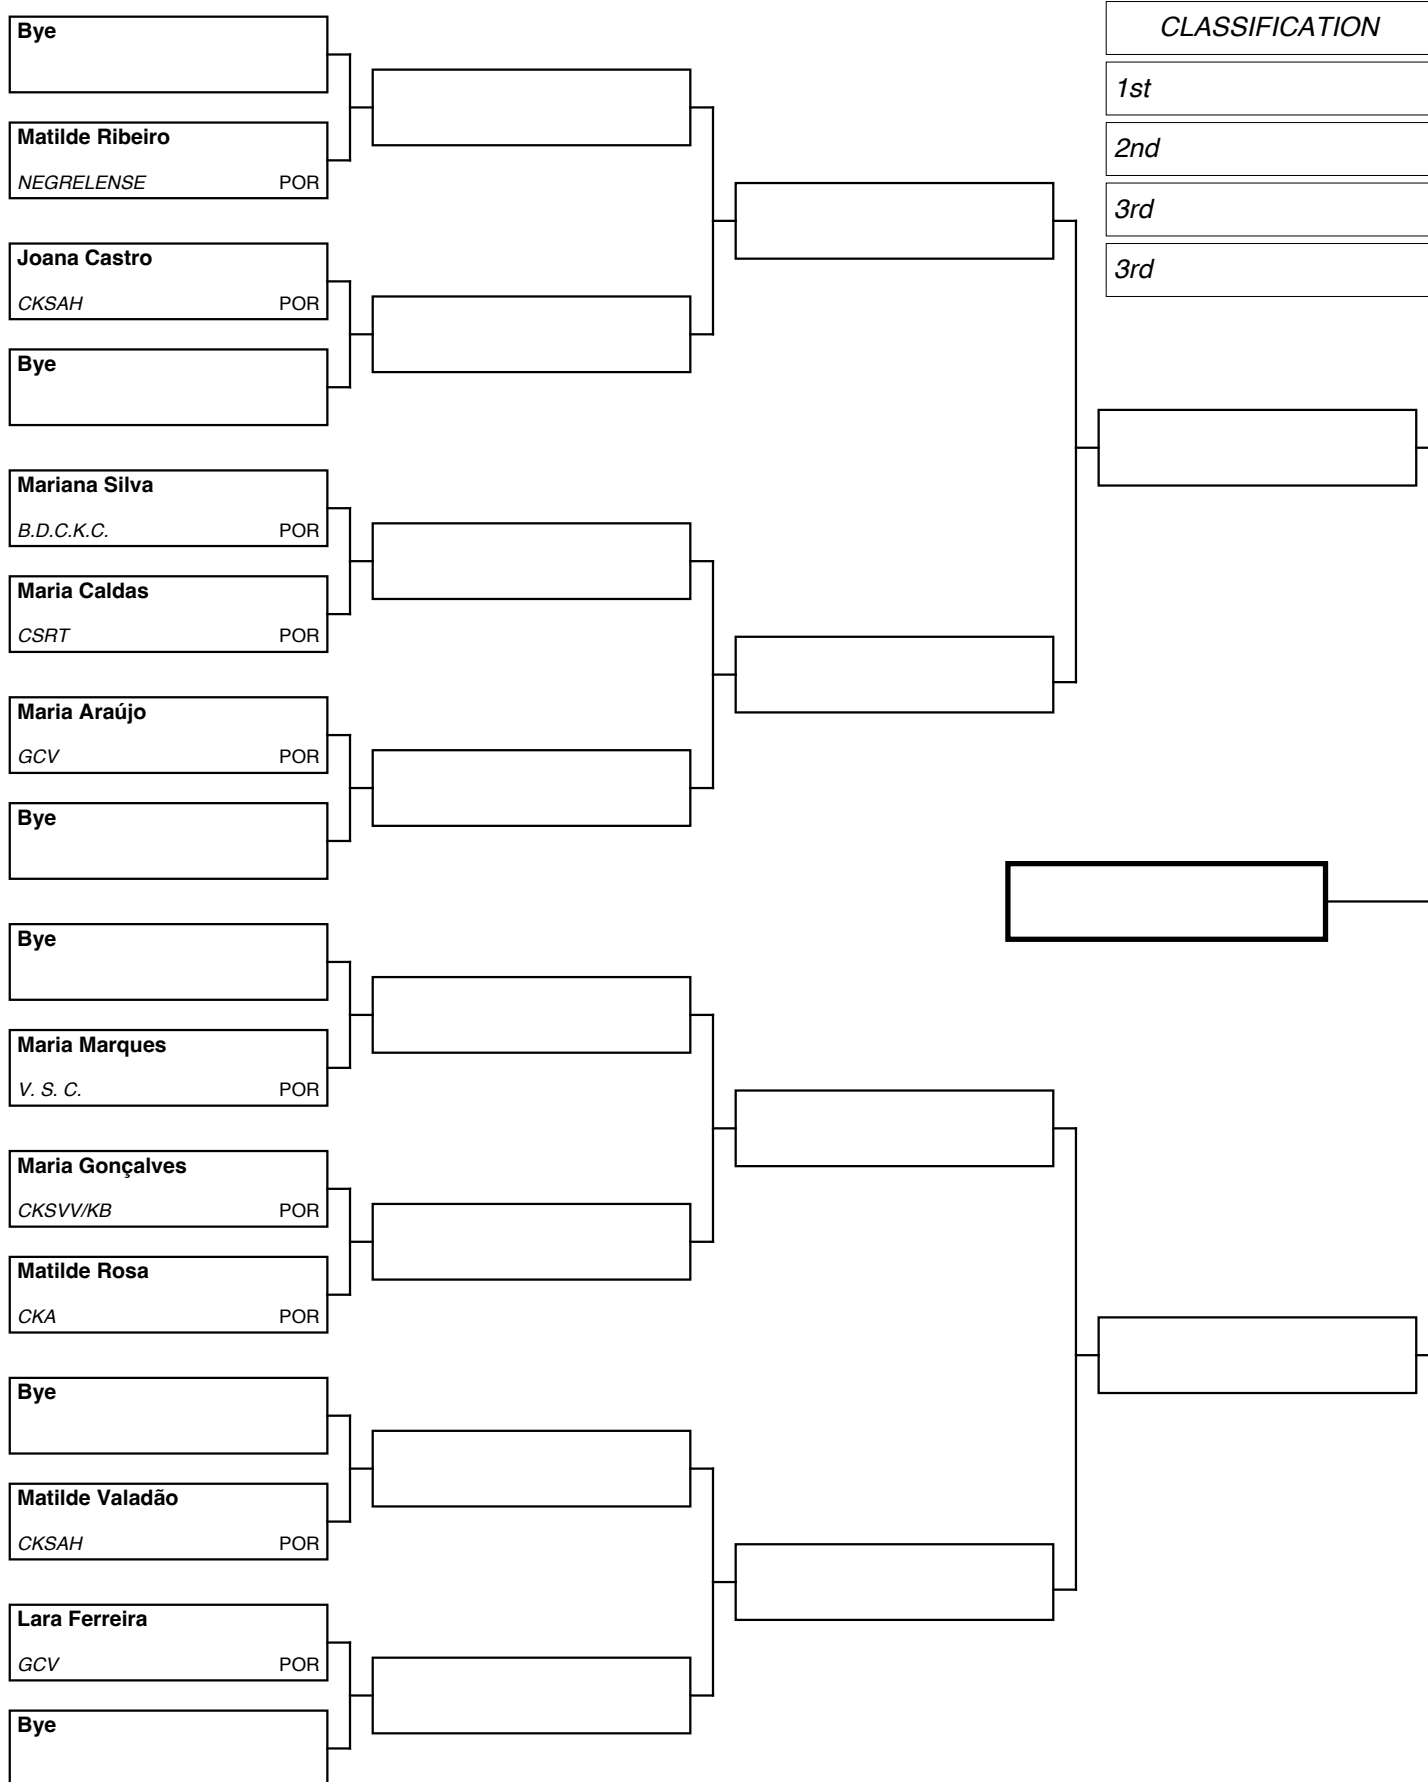 Bye
Matilde Ribeiro
NEGRELENSE POR
Joana Castro
CKSAH POR
Bye
Mariana Silva
B.D.C.K.C. POR
Maria Caldas
CSRT POR
Maria Araújo
GCV POR
Bye
Bye
Maria Marques
V. S. C. POR
Maria Gonçalves
CKSVV/KB POR
Matilde Rosa
CKA POR
Bye
Matilde Valadão
CKSAH POR
Lara Ferreira
GCV POR
Bye
CLASSIFICATION
1st
2nd
3rd
3rd